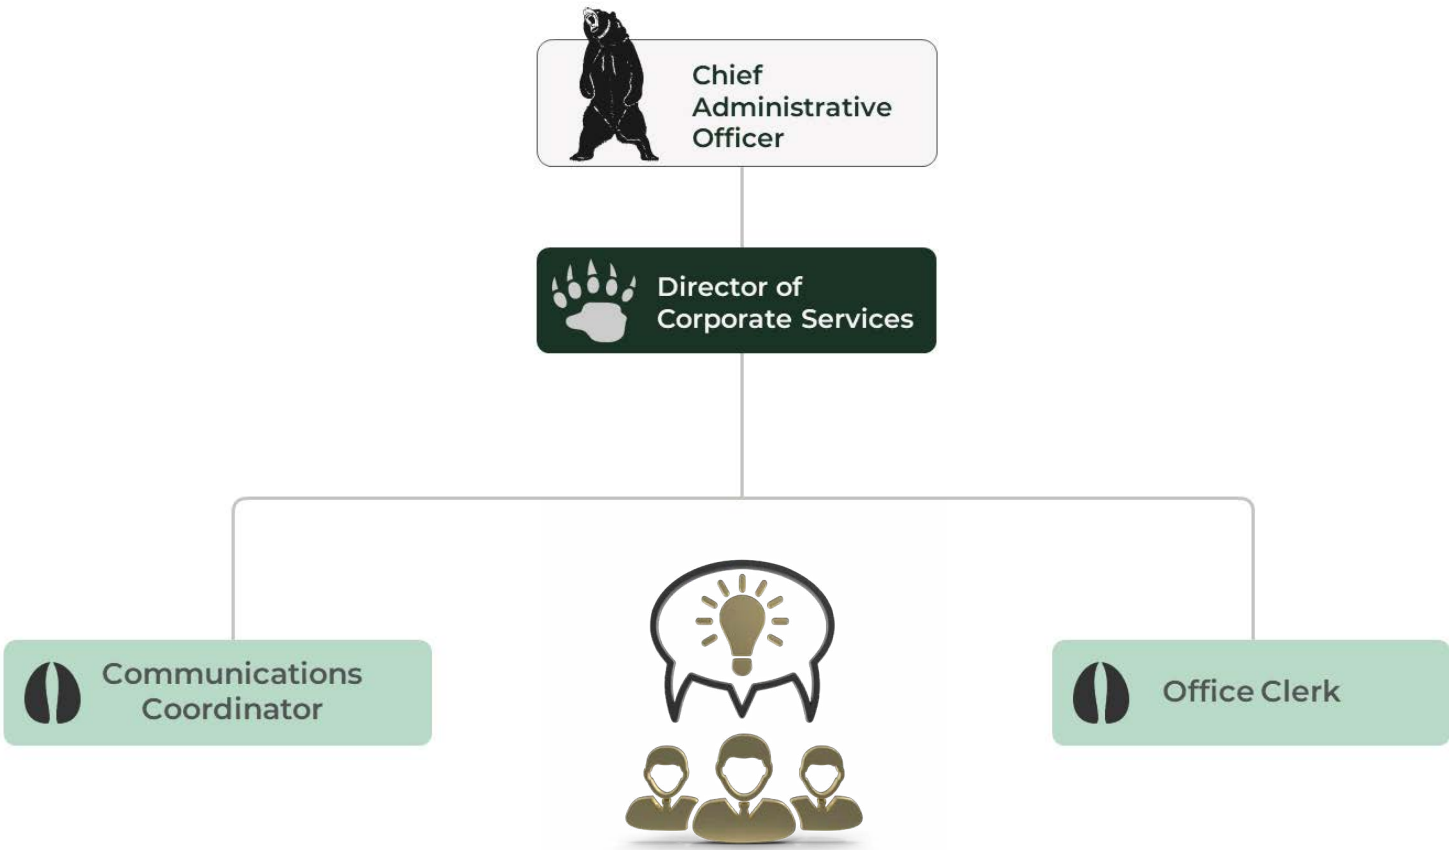 Chief
Administrative
Officer
Director of
Corporate Services
Communications
Coordinator
Office Clerk